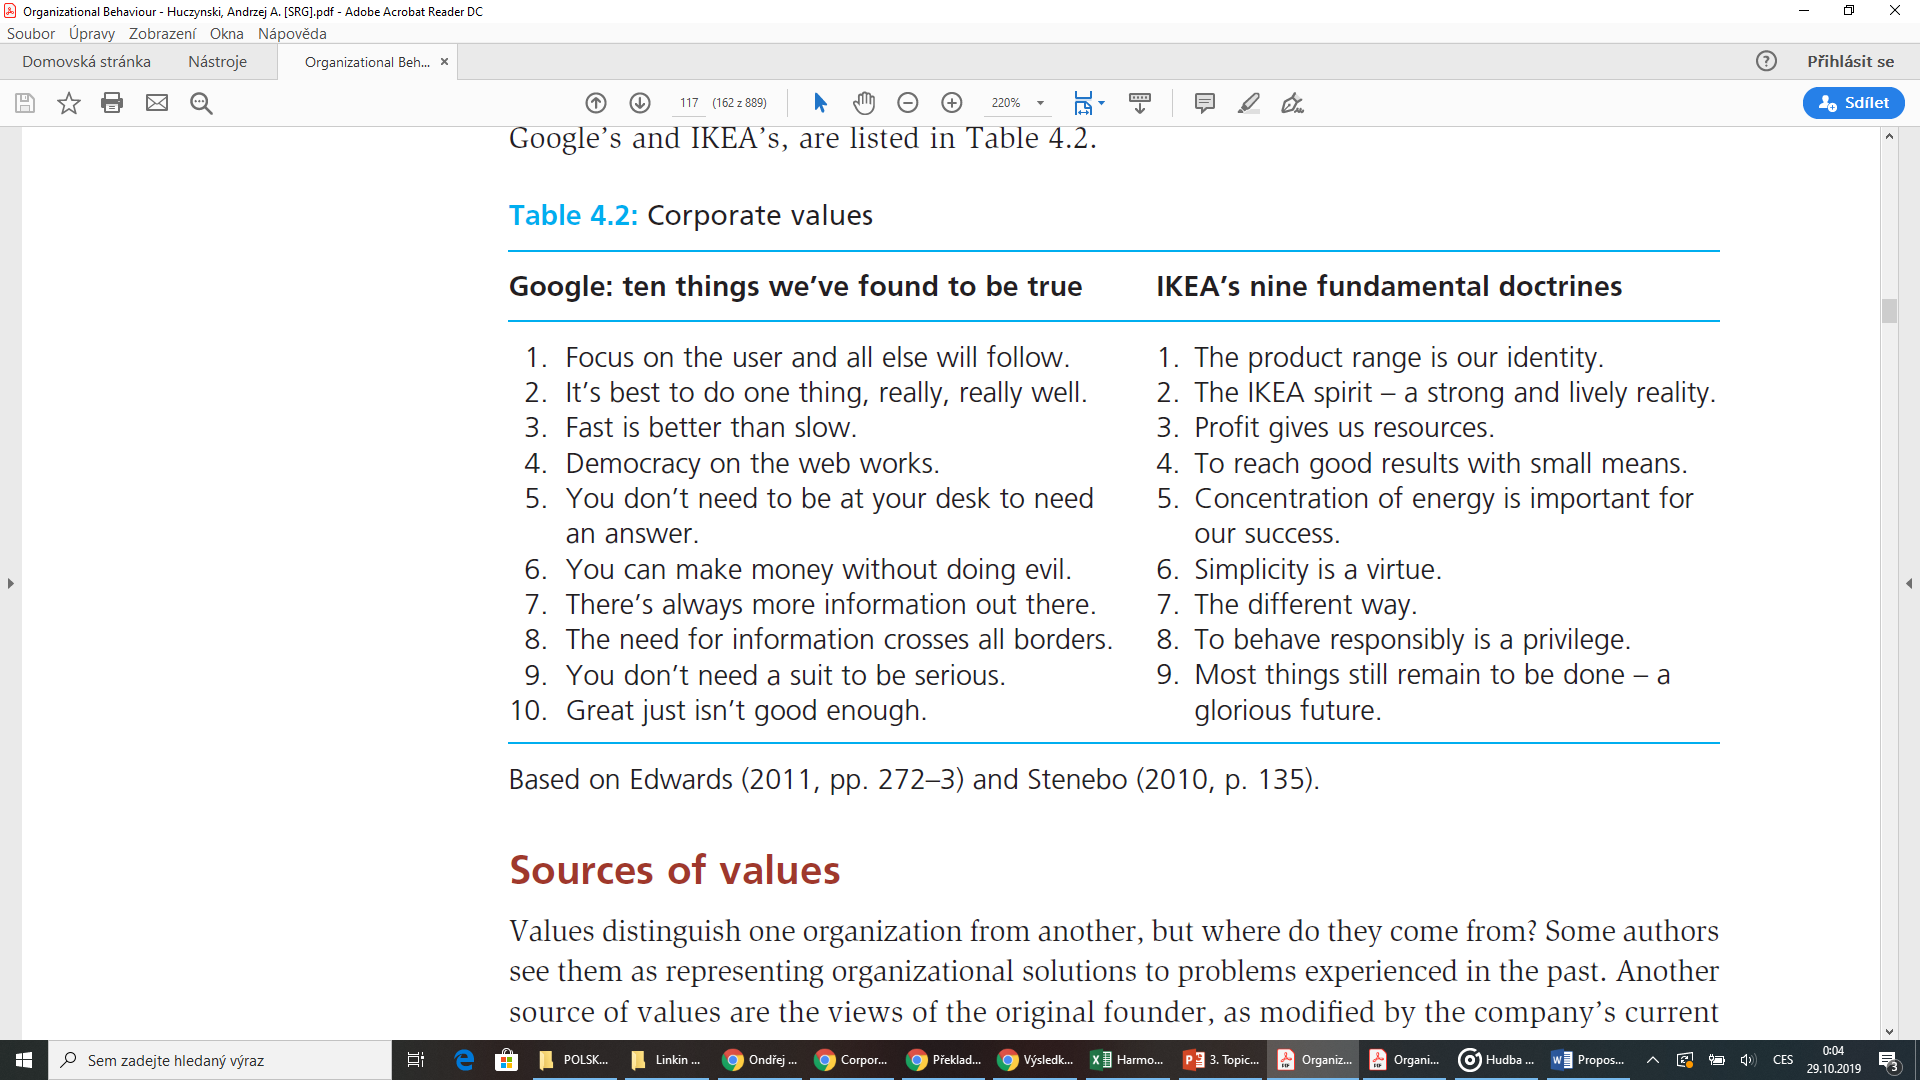 Organizational Behaviour - Huczynski, Andrzej A. [SRG].pdf - Adobe Acrobat Reader DC
Soubor Úpravy Zobrazení Okna Nápověda
Domovská stránka Nástroje Organizational Beh... × Přihlásit se
117 (162 z 889) 220% Sdílet
Google’s and IKEA’s, are listed in Table 4.2.
Table 4.2: Corporate values
Google: ten things we’ve found to be true
1. Focus on the user and all else will follow.
2. It’s best to do one thing, really, really well.
3. Fast is better than slow.
4. Democracy on the web works.
5. You don’t need to be at your desk to need
an answer.
6. You can make money without doing evil.
7. There’s always more information out there.
8. The need for information crosses all borders.
9. You don’t need a suit to be serious.
10. Great just isn’t good enough.
IKEA’s nine fundamental doctrines
1. The product range is our identity.
2. The IKEA spirit – a strong and lively reality.
3. Profit gives us resources.
4. To reach good results with small means.
5. Concentration of energy is important for
our success.
6. Simplicity is a virtue.
7. The different way.
8. To behave responsibly is a privilege.
9. Most things still remain to be done – a
glorious future.
Based on Edwards (2011, pp. 272–3) and Stenebo (2010, p. 135).
Sources of values
Values distinguish one organization from another, but where do they come from? Some authors
see them as representing organizational solutions to problems experienced in the past. Another
source of values are the views of the original founder, as modified by the company’s current
Sem zadejte hledaný výraz
POLSK... Linkin ... Ondřej ... Corpor... Překlad... Výsledk... Harmo... 3. Topic... Organiz... Organi... Hudba ... Propos... CES
0:04
29.10.2019
3